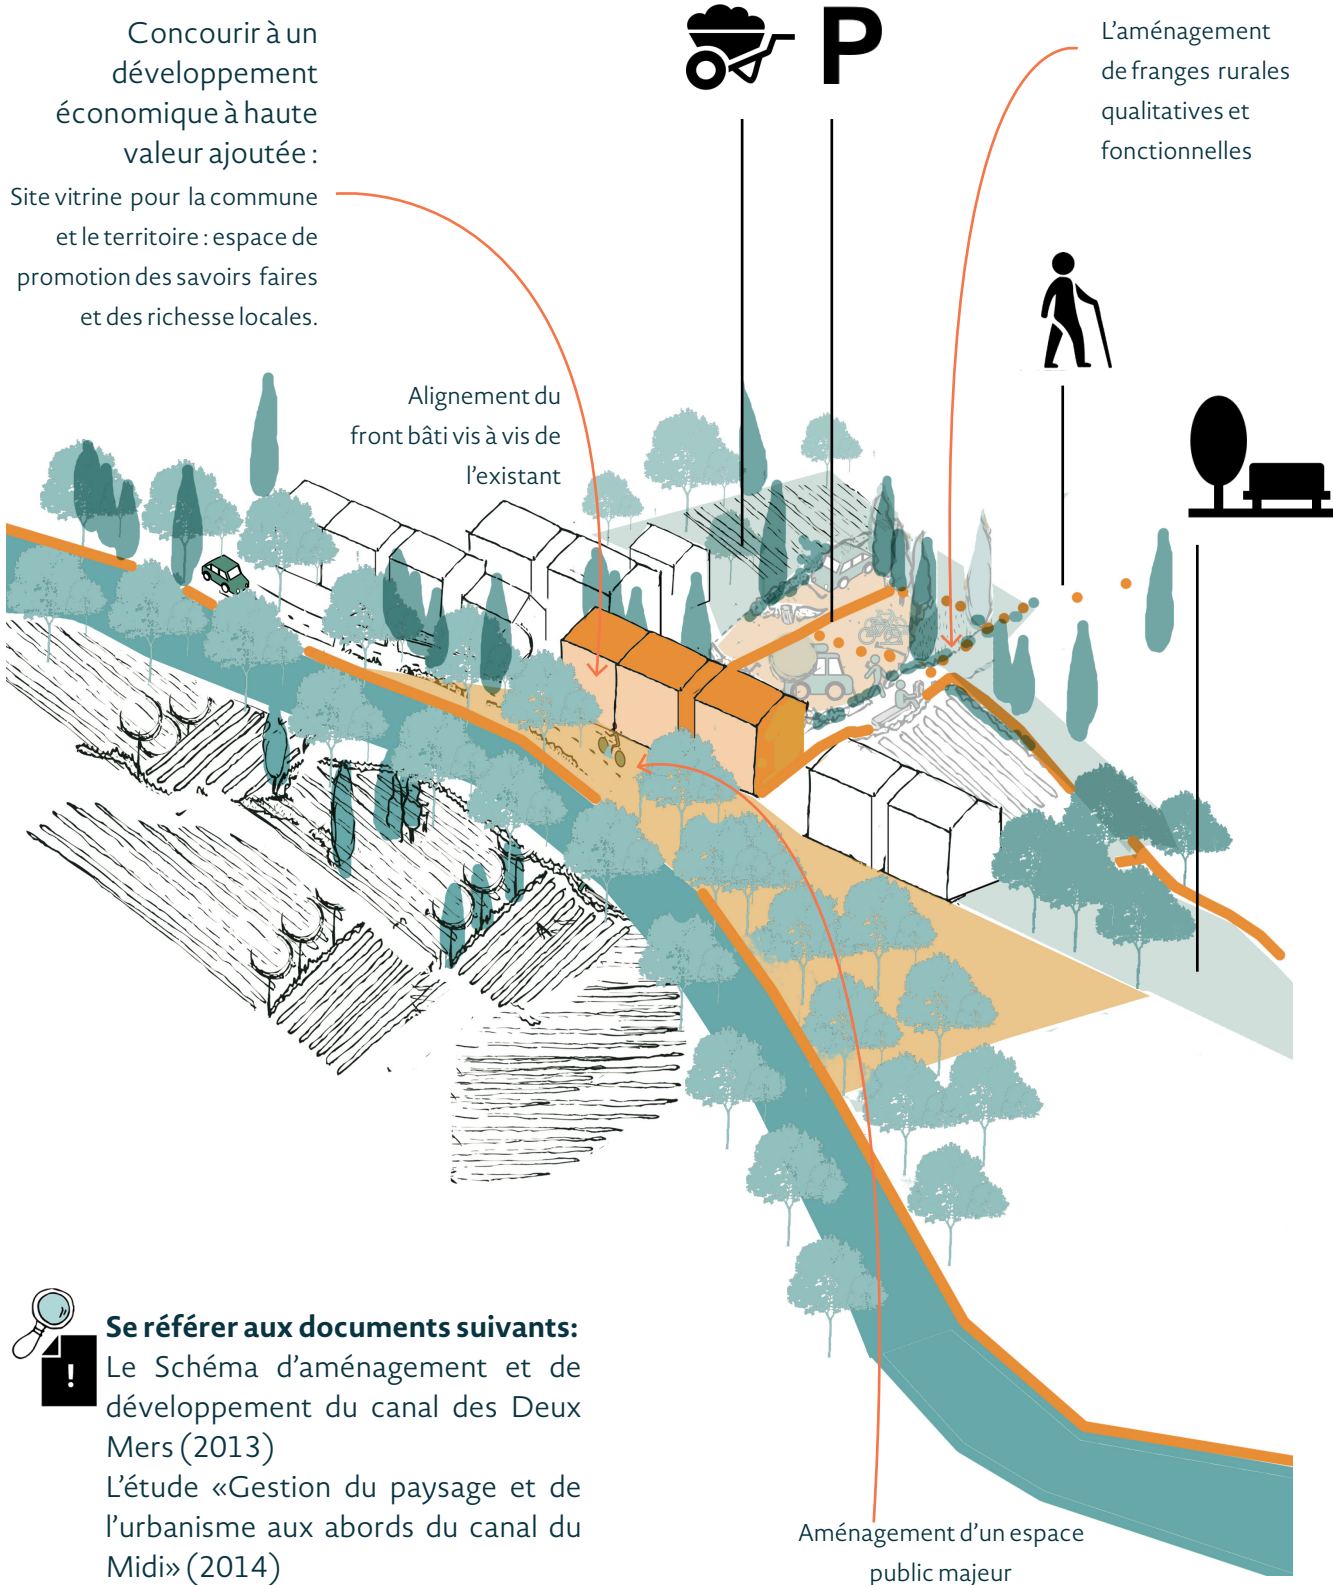 Concourir à un
développement
économique à haute
valeur ajoutée :
Site vitrine pour la commune
et le territoire : espace de
promotion des savoirs faires
et des richesse locales.
P
L'aménagement
de franges rurales
qualitatives et
fonctionnelles
Alignement du
front bâti vis à vis de
l'existant
!
Se référer aux documents suivants:
Le Schéma d'aménagement et de
développement du canal des Deux
Mers (2013)
L'étude «Gestion du paysage et de
l'urbanisme aux abords du canal du
Midi» (2014)
Aménagement d'un espace
public majeur